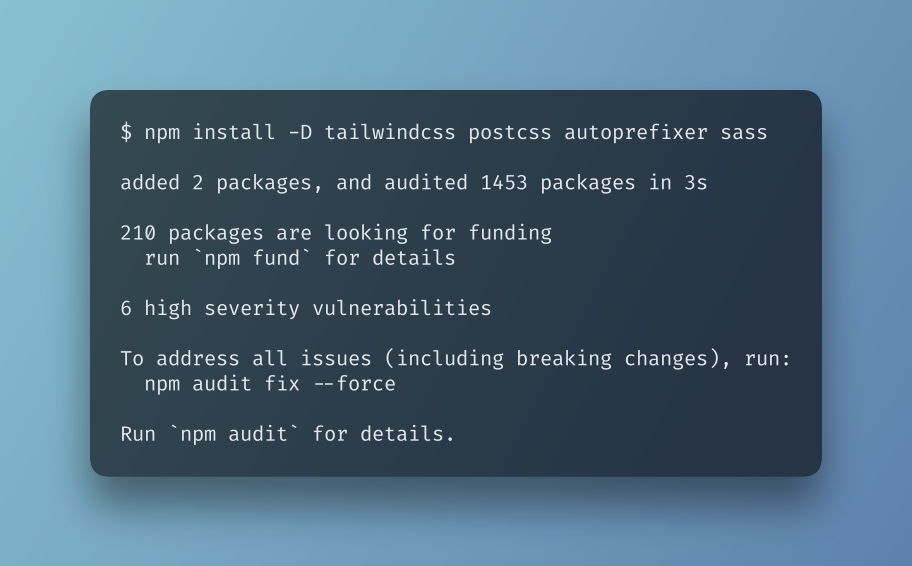 $ npm install -D tailwindcss postcss autoprefixer sass
added 2 packages, and audited 1453 packages in 3s
210 packages are looking for funding
run `npm fund` for details
6 high severity vulnerabilities
To address all issues (including breaking changes), run:
npm audit fix --force
Run `npm audit` for details.